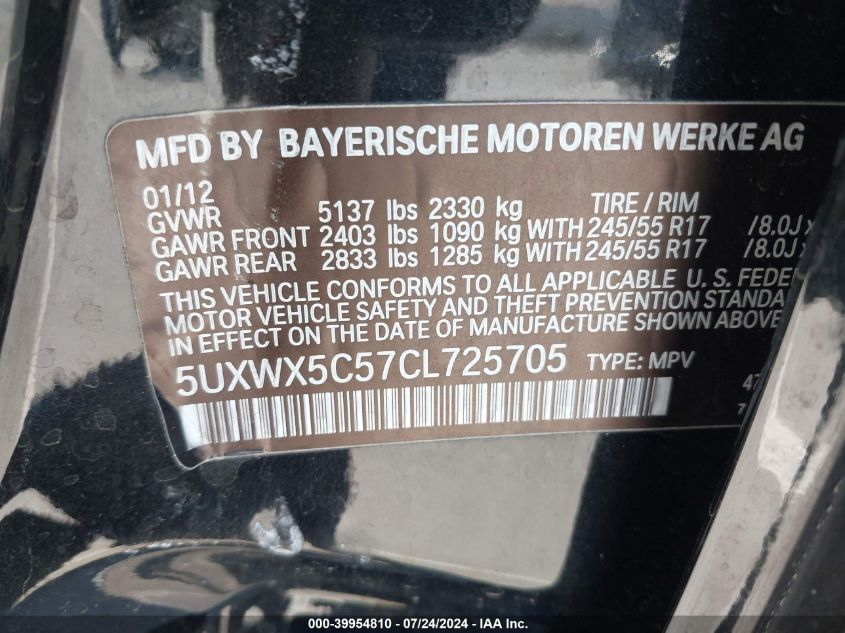 MFD BY BAYERISCHE MOTOREN WERKE AG
01/12
GVWR 5137 lbs 2330 kg TIRE / RIM
GAWR FRONT 2403 lbs 1090 kg WITH 245/55 R17 /8.0J x
GAWR REAR 2833 lbs 1285 kg WITH 245/55 R17 /8.0J x
THIS VEHICLE CONFORMS TO ALL APPLICABLE U. S. FEDE
MOTOR VEHICLE SAFETY AND THEFT PREVENTION STANDA
IN EFFECT ON THE DATE OF MANUFACTURE SHOWN ABOVE
5UXWX5C57CL725705 TYPE: MPV
47
7
000-39954810 - 07/24/2024 - IAA Inc.